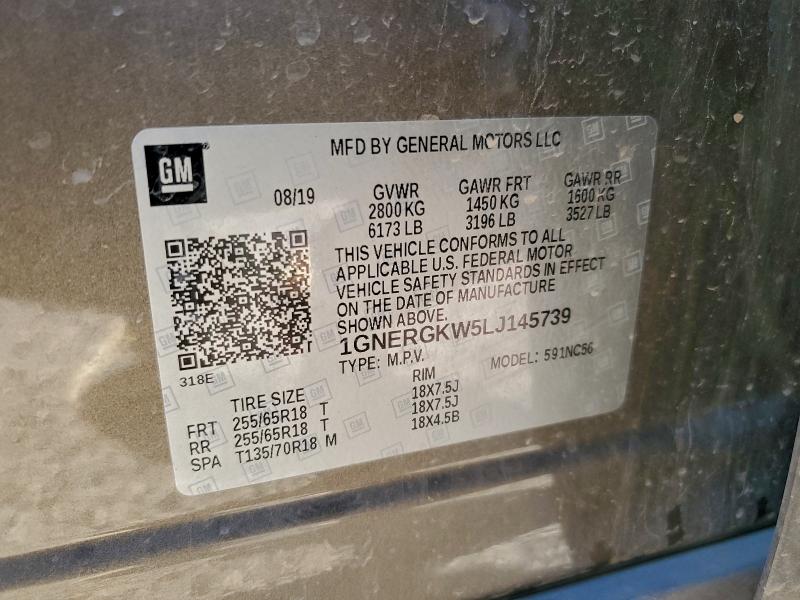 GM
MFD BY GENERAL MOTORS LLC
08/19 GVWR GAWR FRT GAWR RR
2800 KG 1450 KG 1600 KG
6173 LB 3196 LB 3527 LB
THIS VEHICLE CONFORMS TO ALL
APPLICABLE U.S. FEDERAL MOTOR
VEHICLE SAFETY STANDARDS IN EFFECT
ON THE DATE OF MANUFACTURE
SHOWN ABOVE.
1GNERGKW5LJ145739
TYPE: M.P.V. MODEL: 591NC56
318E
TIRE SIZE RIM
FRT 255/65R18 T 18X7.5J
RR 255/65R18 T 18X7.5J
SPA T135/70R18 M 18X4.5B